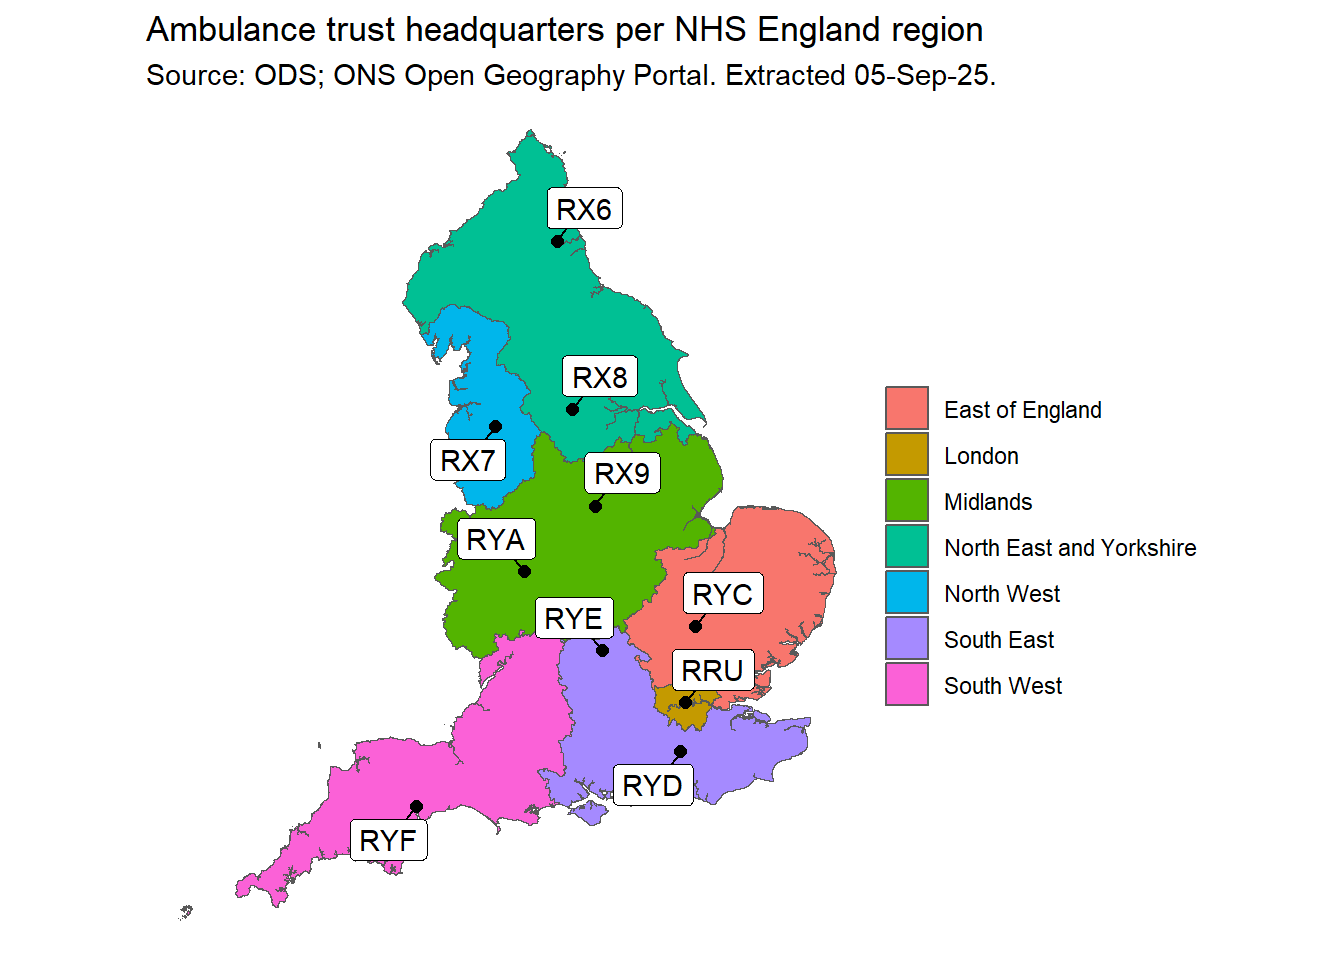 Ambulance trust headquarters per NHS England region
Source: ODS; ONS Open Geography Portal. Extracted 05-Sep-25.
RX6
RX8
RX7
RX9
RYA
RYC
RYE
RRU
RYD
RYF
East of England
London
Midlands
North East and Yorkshire
North West
South East
South West